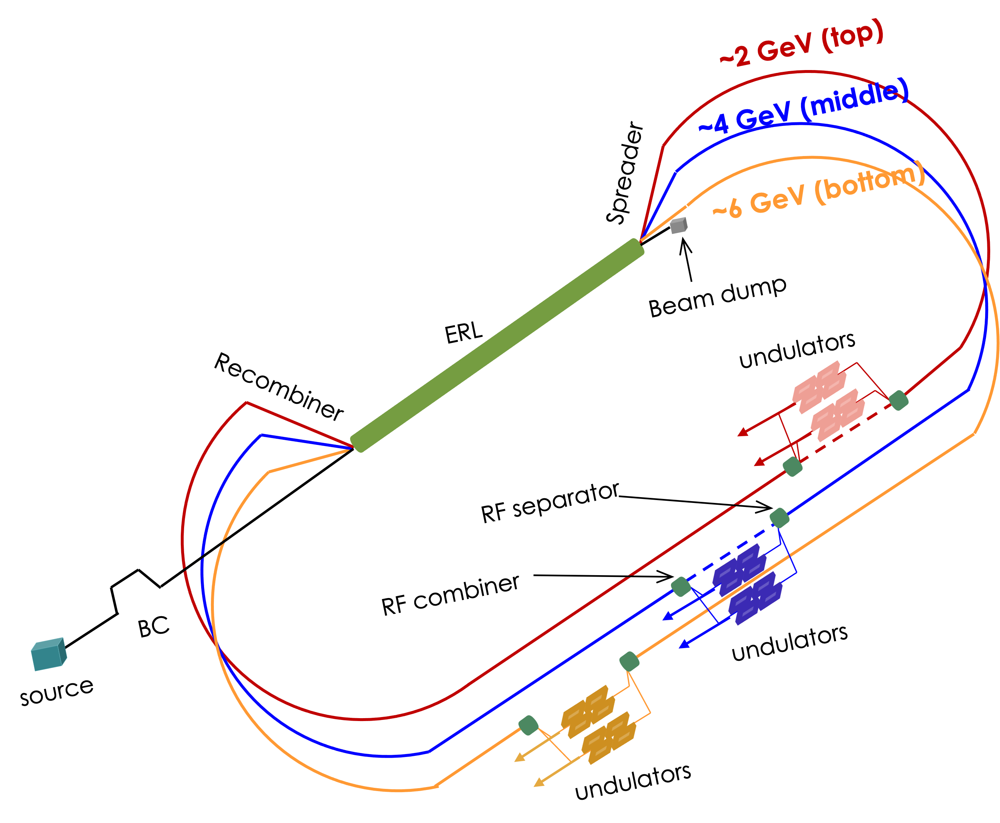 ~2 GeV (top)
~4 GeV (middle)
~6 GeV (bottom)
Spreader
Beam dump
ERL
undulators
Recombiner
RF separator
RF combiner
BC
undulators
source
undulators